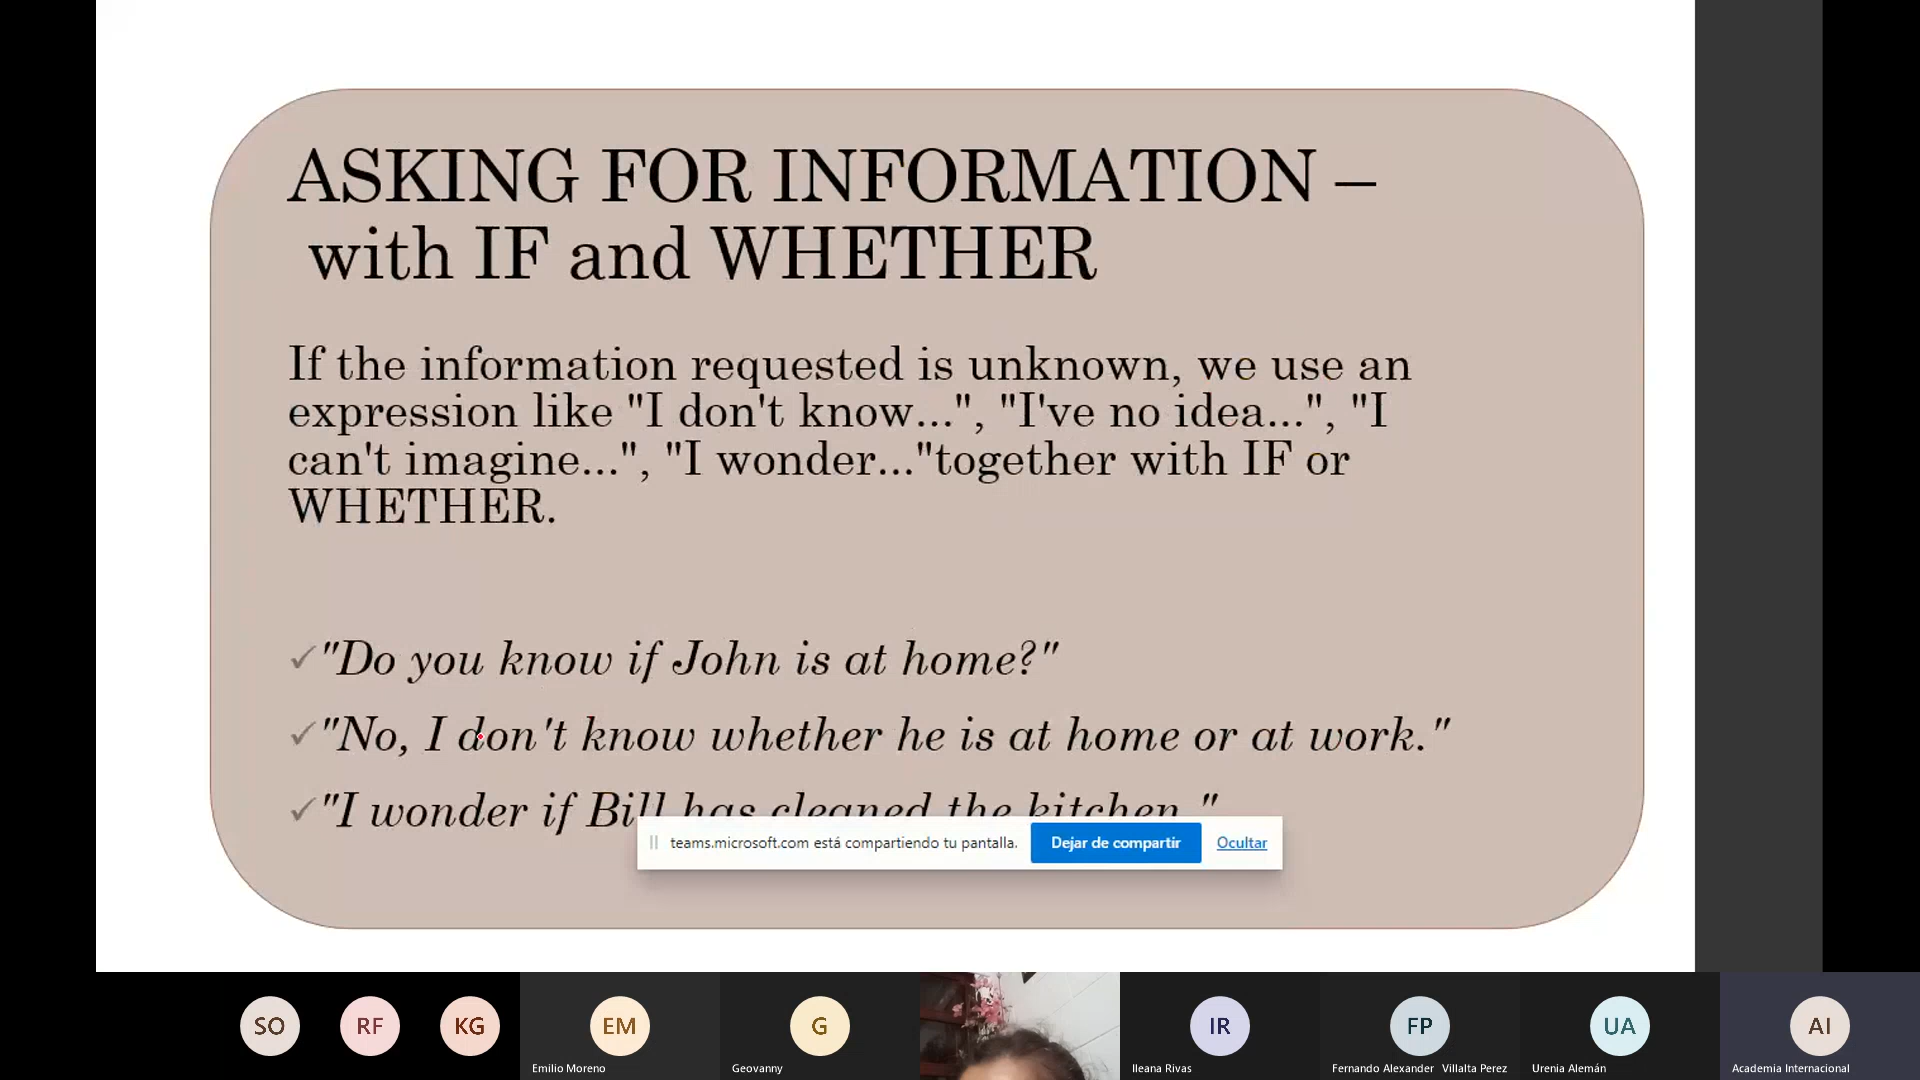 ASKING FOR INFORMATION –
with IF and WHETHER
If the information requested is unknown, we use an
expression like "I don't know...", "I've no idea...", "I
can't imagine...", "I wonder..."together with IF or
WHETHER.
"Do you know if John is at home?"
"No, I don't know whether he is at home or at work."
"I wonder if Bill has cleaned the kitchen."
teams.microsoft.com está compartiendo tu pantalla.
Dejar de compartir
Ocultar
SO
RF
KG
EM
G
IR
FP
UA
AI
Emilio Moreno
Geovanny
Ileana Rivas
Fernando Alexander Villalta Perez
Urenia Alemán
Academia Internacional